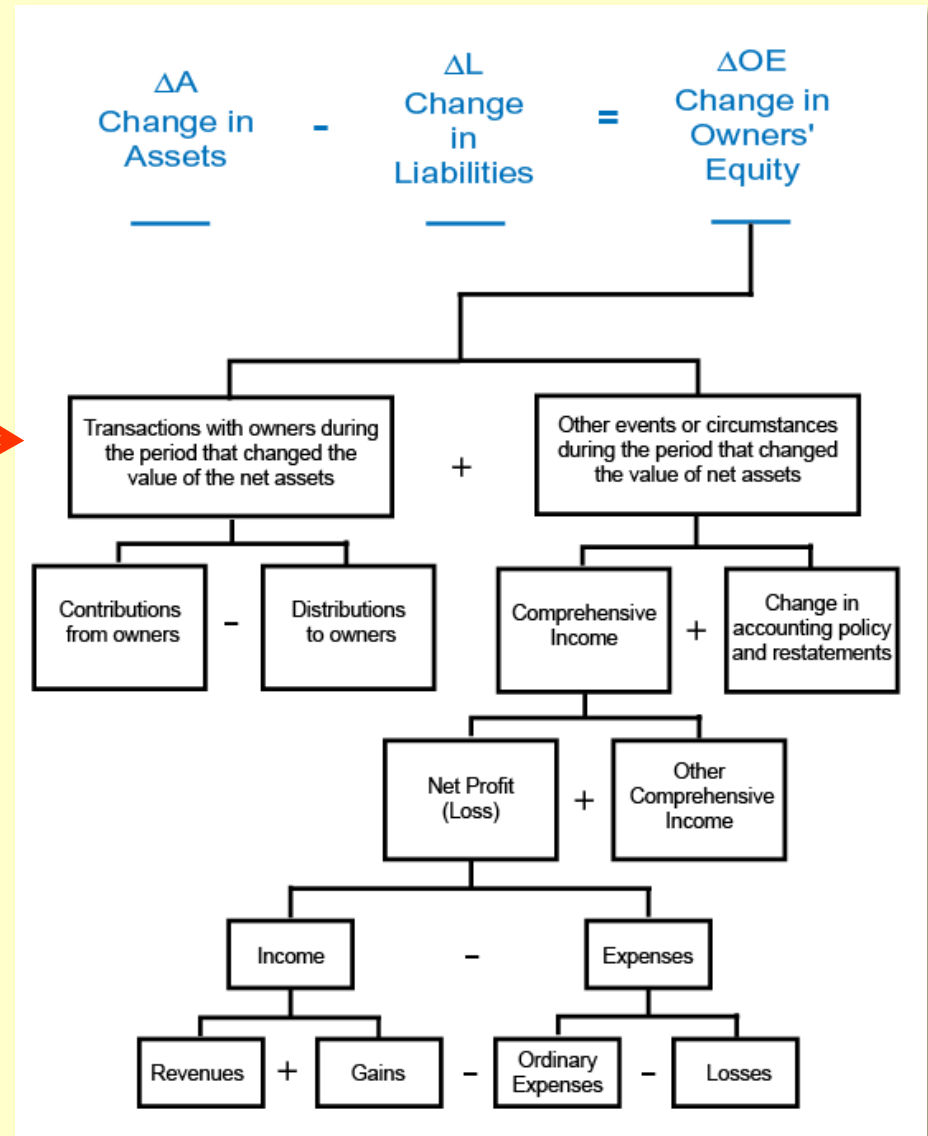 ΔA
Change in
Assets
-
ΔL
Change
in
Liabilities
=
ΔOE
Change in
Owners'
Equity
Transactions with owners during
the period that changed the
value of the net assets
+
Other events or circumstances
during the period that changed
the value of net assets
Contributions
from owners
-
Distributions
to owners
Comprehensive
Income
+
Change in
accounting policy
and restatements
Net Profit
(Loss)
+
Other
Comprehensive
Income
Income
-
Expenses
Revenues
+
Gains
-
Ordinary
Expenses
-
Losses